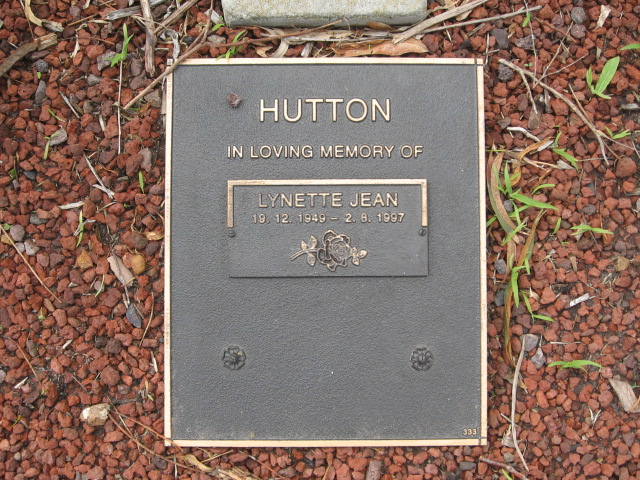 HUTTON
IN LOVING MEMORY OF
LYNETTE JEAN
19. 12. 1949 – 2. 8. 1997
333